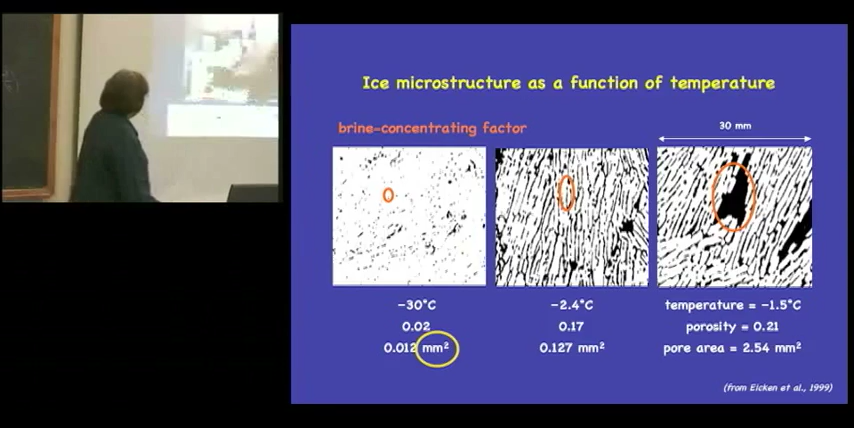 Ice microstructure as a function of temperature
brine-concentrating factor
30 mm
-30°C
-2.4°C
temperature = -1.5°C
0.02
0.17
porosity = 0.21
0.012 mm²
0.127 mm²
pore area = 2.54 mm²
(from Eicken et al., 1999)